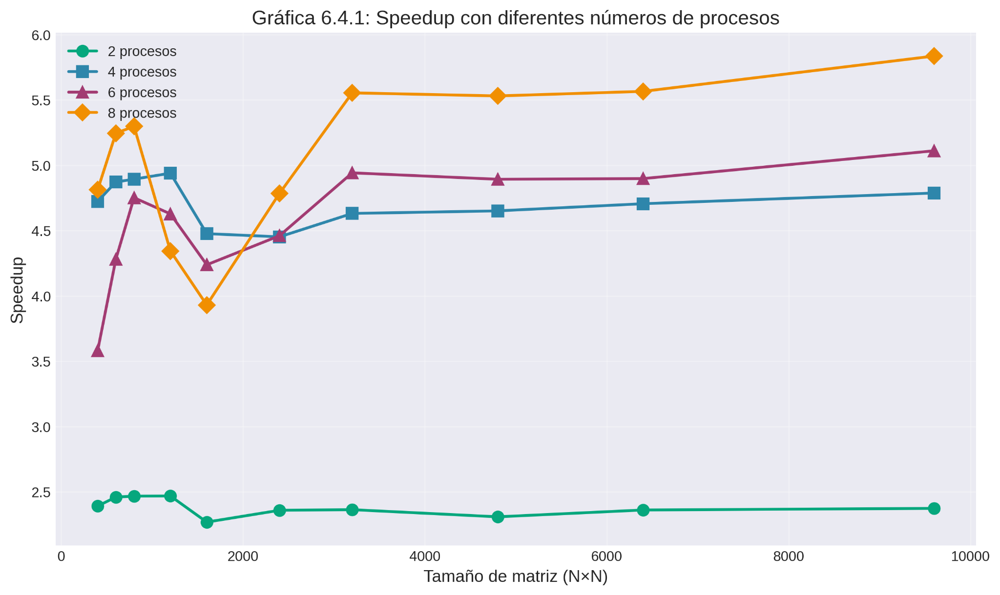 Gráfica 6.4.1: Speedup con diferentes números de procesos
6.0
5.5
5.0
4.5
4.0
3.5
3.0
2.5
Speedup
2 procesos
4 procesos
6 procesos
8 procesos
0 2000 4000 6000 8000 10000
Tamaño de matriz (N×N)